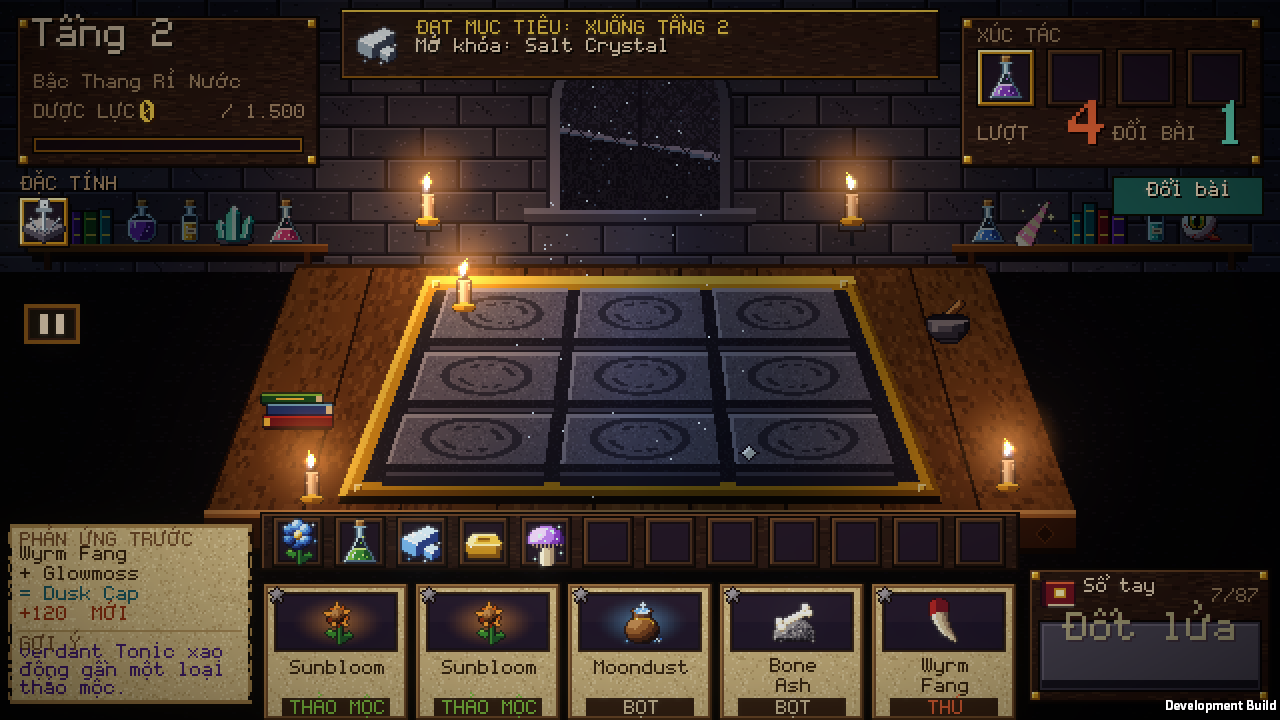 Tầng 2
Bậc Thang Rỉ Nước
DƯỢC LỰC 0 / 1.500
ĐẶC TÍNH
ĐẠT MỤC TIÊU: XUỐNG TẦNG 2
Mở khóa: Salt Crystal
XÚC TÁC
LƯỢT 4 ĐỔI BÀI 1
Đổi bài
PHẢN ỨNG TRƯỚC
Wyrm Fang
+ Glowmoss
= Dusk Cap
+120 MỚI
GỢI Ý
Verdant Tonic xao
động gần một loại
thảo mộc.
Sunbloom
THẢO MỘC
Sunbloom
THẢO MỘC
Moondust
BỘT
Bone
Ash
BỘT
Wyrm
Fang
THÚ
Sổ tay
7/87
Đốt lửa
Development Build